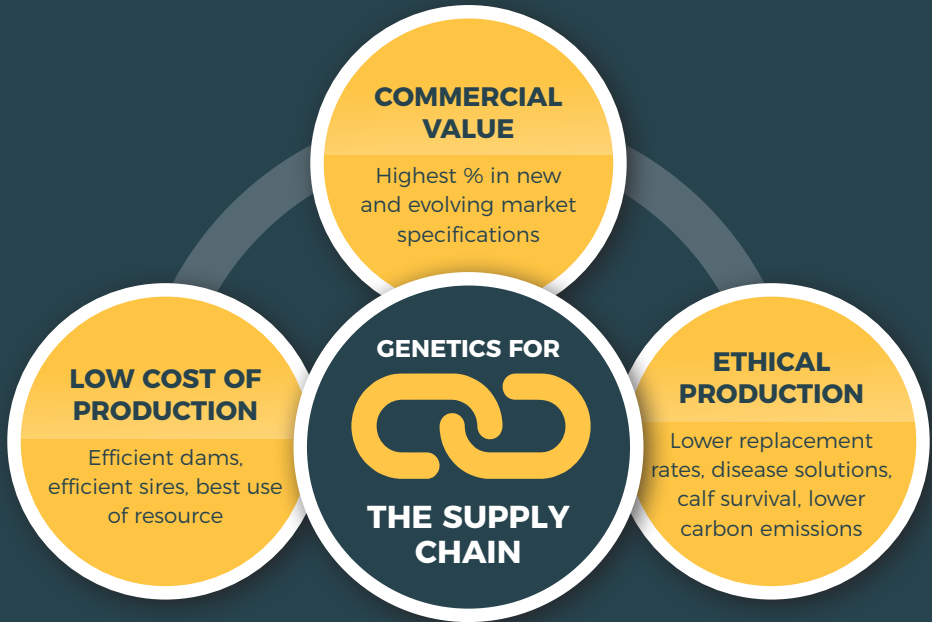 COMMERCIAL
VALUE
Highest % in new
and evolving market
specifications
LOW COST OF
PRODUCTION
Efficient dams,
efficient sires, best use
of resource
GENETICS FOR
THE SUPPLY
CHAIN
ETHICAL
PRODUCTION
Lower replacement
rates, disease solutions,
calf survival, lower
carbon emissions